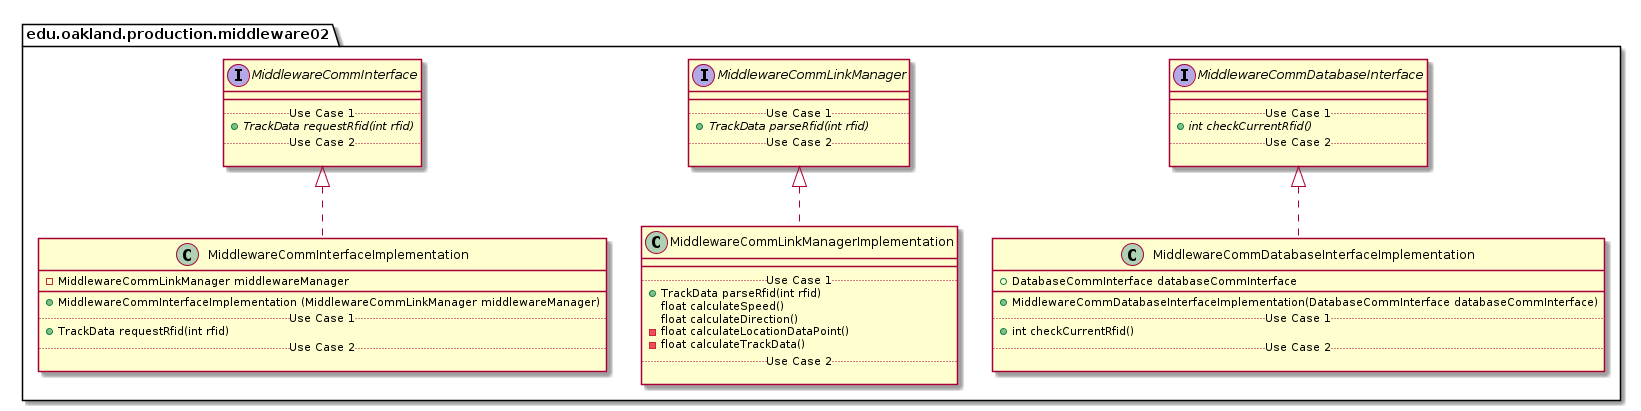 edu.oakland.production.middleware02
I MiddlewareCommInterface
Use Case 1
TrackData requestRfid(int rfid)
Use Case 2
I MiddlewareCommLinkManager
Use Case 1
TrackData parseRfid(int rfid)
Use Case 2
I MiddlewareCommDatabaseInterface
Use Case 1
int checkCurrentRfid()
Use Case 2
C MiddlewareCommInterfaceImplementation
MiddlewareCommLinkManager middlewareManager
MiddlewareCommInterfaceImplementation (MiddlewareCommLinkManager middlewareManager)
Use Case 1
TrackData requestRfid(int rfid)
Use Case 2
C MiddlewareCommLinkManagerImplementation
Use Case 1
TrackData parseRfid(int rfid)
float calculateSpeed()
float calculateDirection()
float calculateLocationDataPoint()
float calculateTrackData()
Use Case 2
C MiddlewareCommDatabaseInterfaceImplementation
DatabaseCommInterface databaseCommInterface
MiddlewareCommDatabaseInterfaceImplementation(DatabaseCommInterface databaseCommInterface)
Use Case 1
int checkCurrentRfid()
Use Case 2